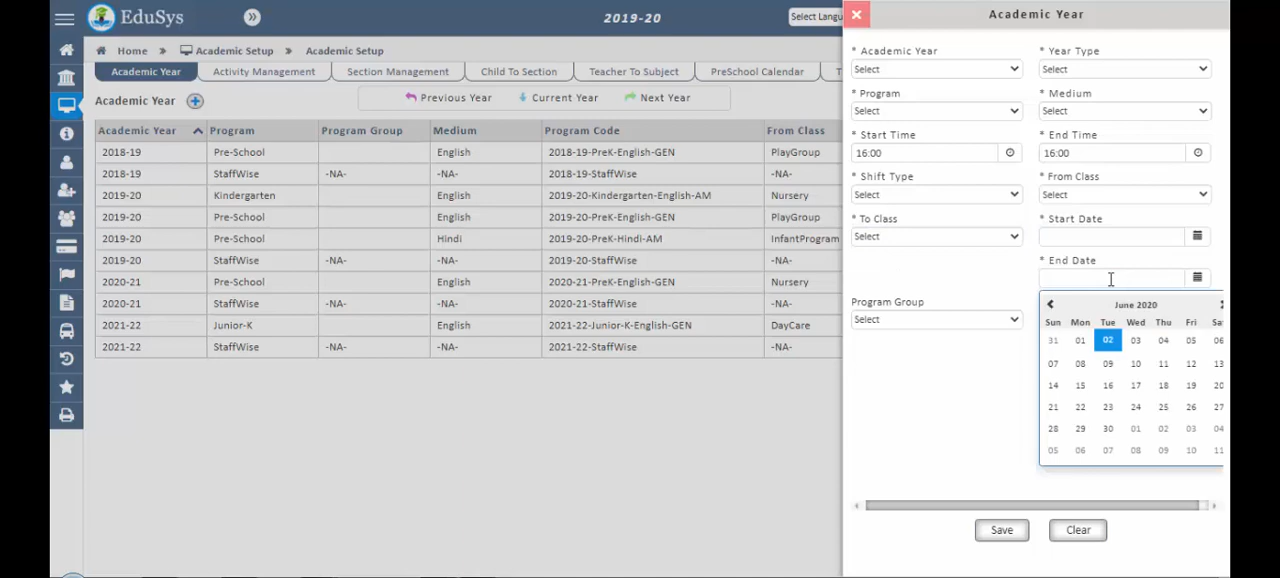 EduSys
2019-20
Select Langu
Home » Academic Setup » Academic Setup
Academic Year Activity Management Section Management Child To Section Teacher To Subject PreSchool Calendar
Academic Year Previous Year Current Year Next Year
Academic Year Program Program Group Medium Program Code From Class
2018-19 Pre-School English 2018-19-PreK-English-GEN PlayGroup
2018-19 StaffWise -NA- -NA- 2018-19-StaffWise -NA-
2019-20 Kindergarten English 2019-20-Kindergarten-English-AM Nursery
2019-20 Pre-School English 2019-20-PreK-English-GEN PlayGroup
2019-20 Pre-School Hindi 2019-20-PreK-Hindi-AM InfantProgram
2019-20 StaffWise -NA- -NA- 2019-20-StaffWise -NA-
2020-21 Pre-School English 2020-21-PreK-English-GEN Nursery
2020-21 StaffWise -NA- -NA- 2020-21-StaffWise -NA-
2021-22 Junior-K English 2021-22-Junior-K-English-GEN DayCare
2021-22 StaffWise -NA- -NA- 2021-22-StaffWise -NA-
Academic Year
* Academic Year * Year Type
Select Select
* Program * Medium
Select Select
* Start Time * End Time
16:00 16:00
* Shift Type * From Class
Select Select
* To Class * Start Date
Select
* End Date
Program Group
Select
June 2020
Sun Mon Tue Wed Thu Fri Sat
31 01 02 03 04 05 06
07 08 09 10 11 12 13
14 15 16 17 18 19 20
21 22 23 24 25 26 27
28 29 30 01 02 03 04
05 06 07 08 09 10 11
Save Clear